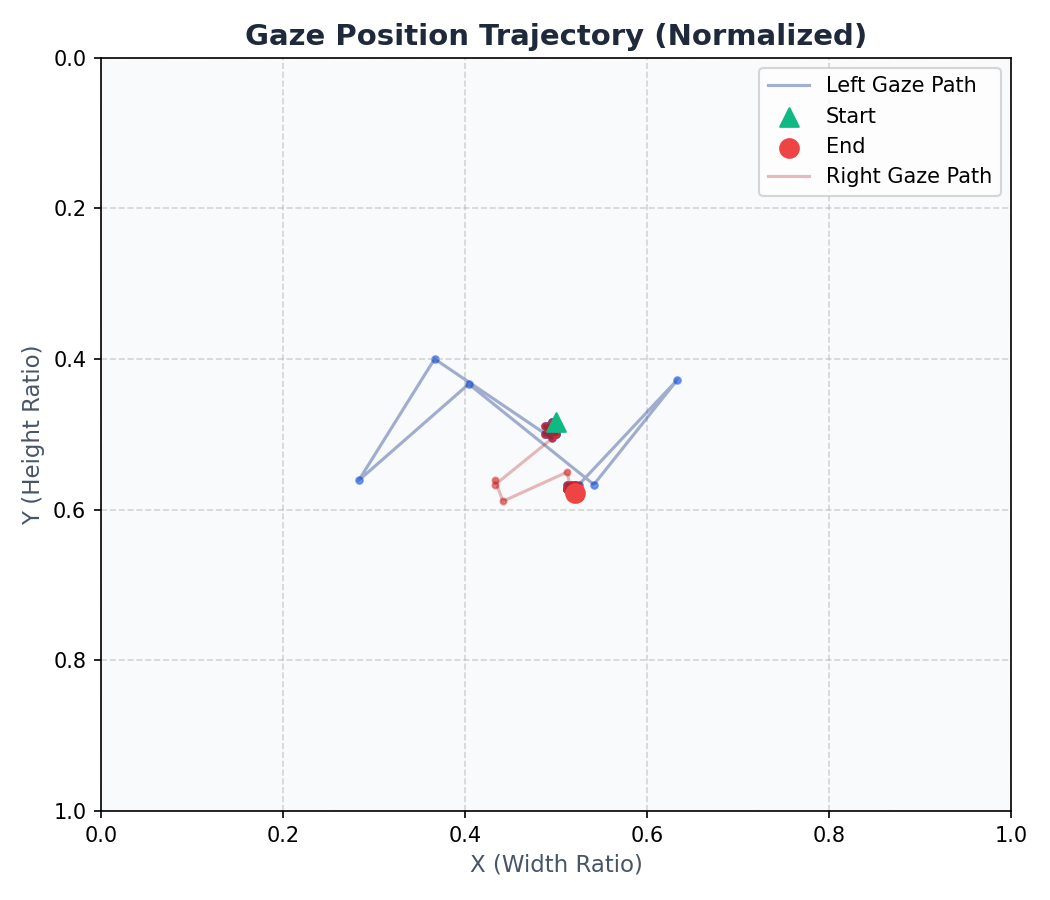 Gaze Position Trajectory (Normalized)
Left Gaze Path
Start
End
Right Gaze Path
Y (Height Ratio)
0.0
0.2
0.4
0.6
0.8
1.0
0.0 0.2 0.4 0.6 0.8 1.0
X (Width Ratio)